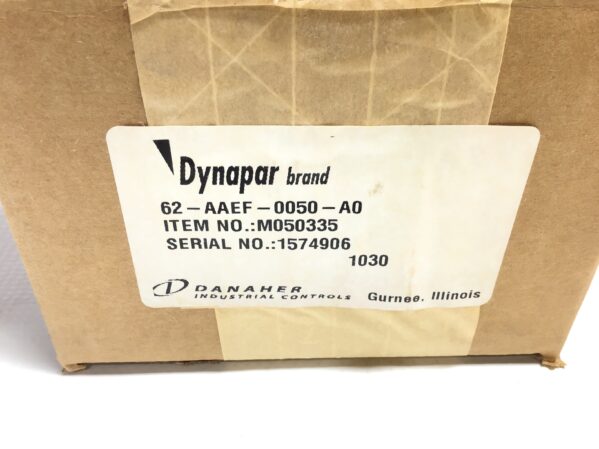 Dynapar brand
62-AAEF-0050-A0
ITEM NO.:M050335
SERIAL NO.:1574906
1030
DANAHER
INDUSTRIAL CONTROLS
Gurnee, Illinois